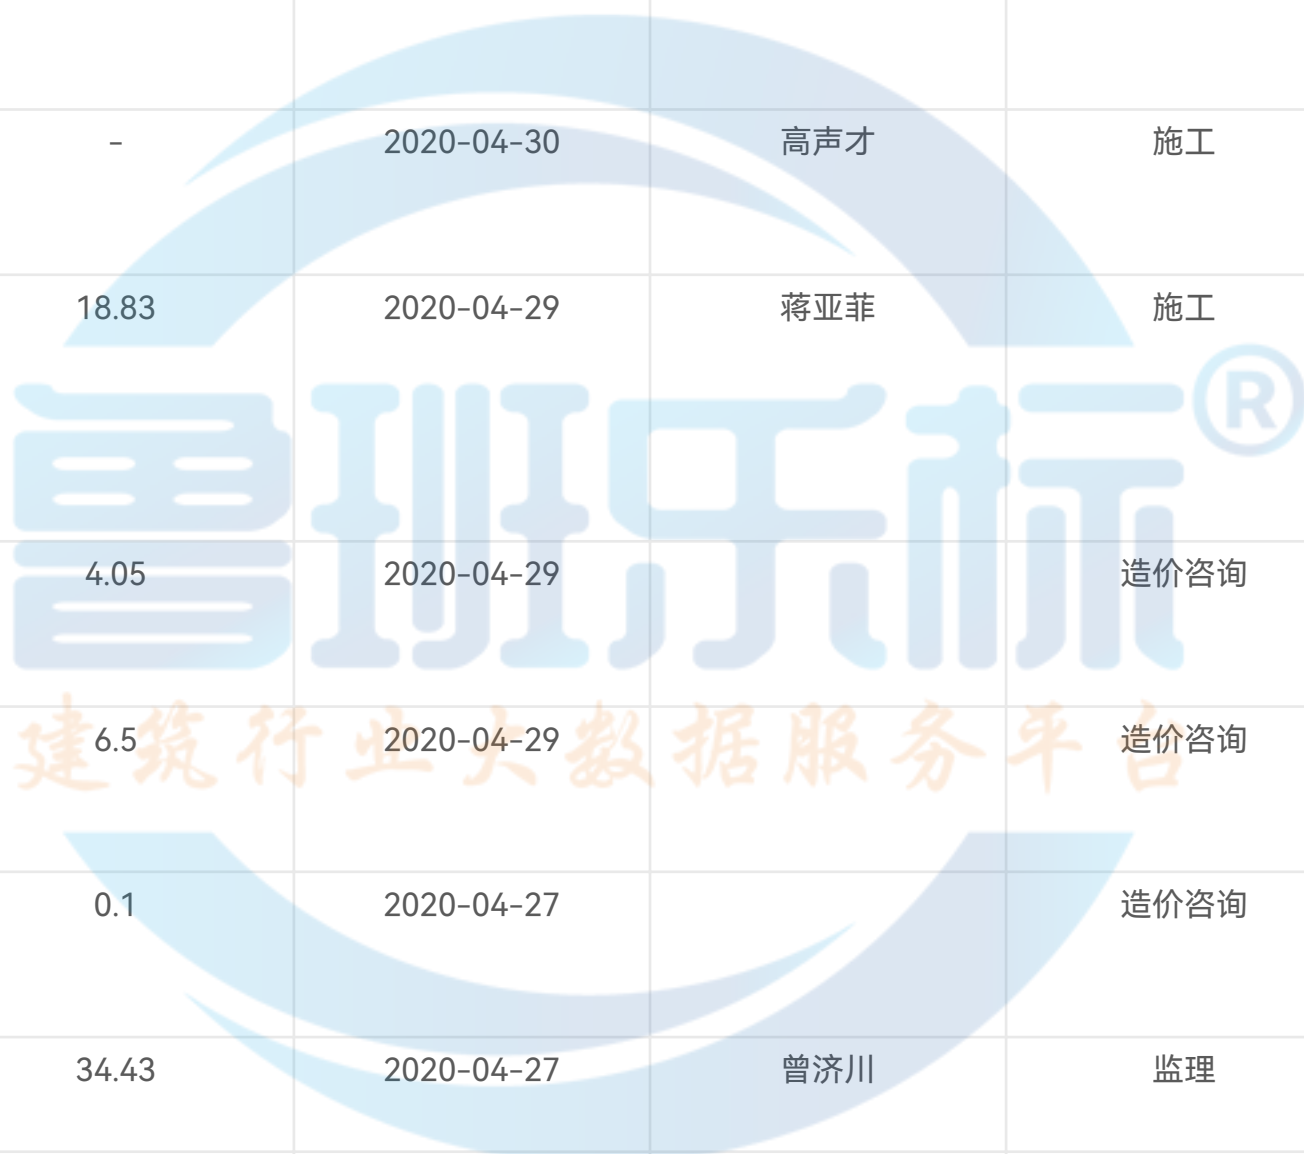 - 2020-04-30 高声才 施工
18.83 2020-04-29 蒋亚菲 施工
鲁班乐标®
4.05 2020-04-29 造价咨询
建筑行业大数据服务平台
6.5 2020-04-29 造价咨询
0.1 2020-04-27 造价咨询
34.43 2020-04-27 曾济川 监理